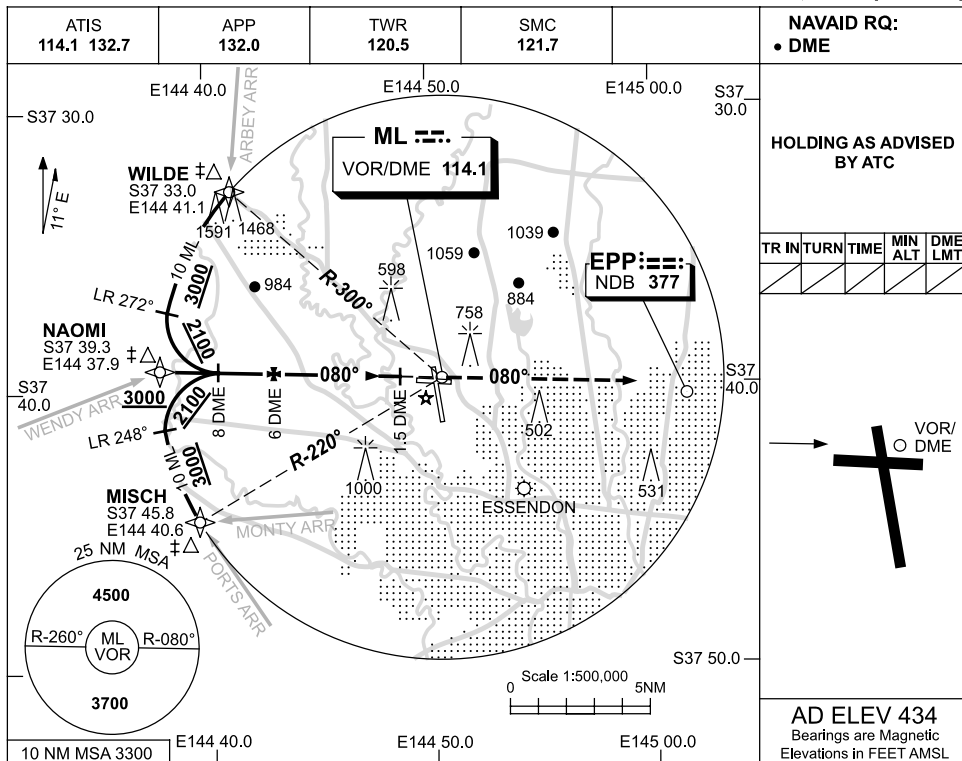 ATIS
114.1 132.7
APP
132.0
TWR
120.5
SMC
121.7
NAVAID RQ:
• DME
HOLDING AS ADVISED
BY ATC
TR IN
TURN
TIME
MIN
ALT
DME
LMT
E144 40.0
E144 50.0
E145 00.0
S37
30.0
S37 30.0
11° E
ARBEY ARR
WILDE
S37 33.0
E144 41.1
1591
1468
ML
VOR/DME 114.1
1039
1059
984
598
884
758
EPP
NDB 377
10 ML
3000
R-300°
LR 272°
2100
NAOMI
S37 39.3
E144 37.9
S37
40.0
S37
40.0
080°
080°
3000
WENDY ARR
2100
8 DME
6 DME
1.5 DME
LR 248°
R-220°
502
531
1000
ESSENDON
10 ML
3000
MISCH
S37 45.8
E144 40.6
MONTY ARR
PORTS ARR
VOR/
DME
25 NM MSA
4500
R-260°
ML
VOR
R-080°
3700
S37 50.0
Scale 1:500,000
0
5NM
10 NM MSA 3300
E144 40.0
E144 50.0
E145 00.0
AD ELEV 434
Bearings are Magnetic
Elevations in FEET AMSL